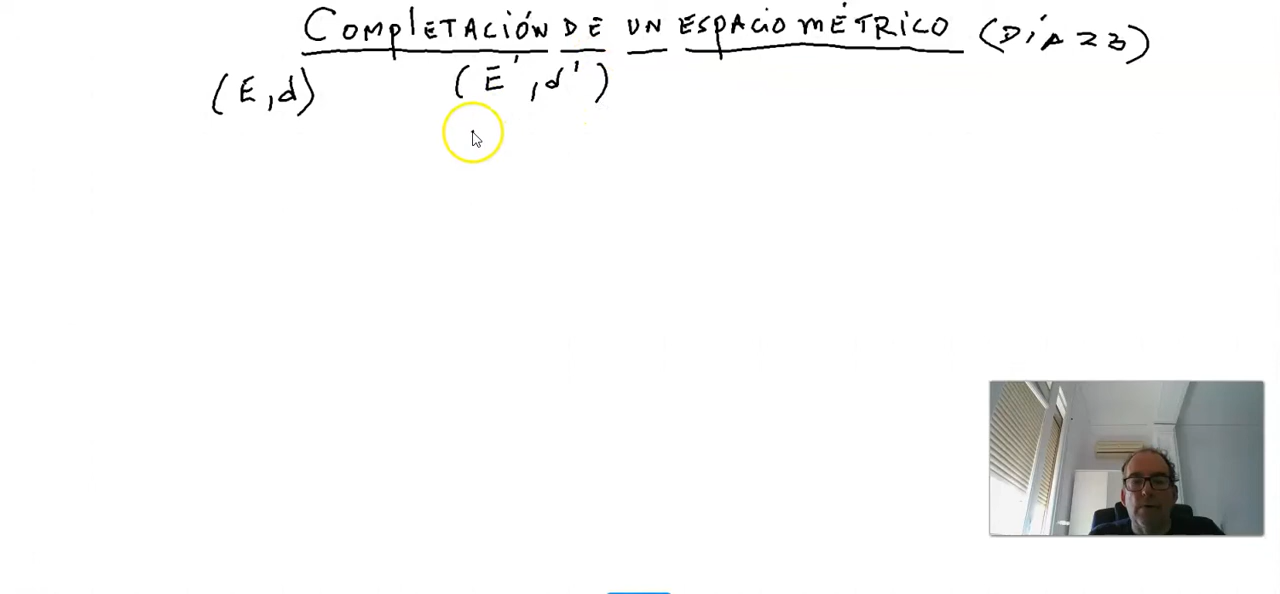 Completación de un espacio métrico (Día 23)
(E,d) (E',d')